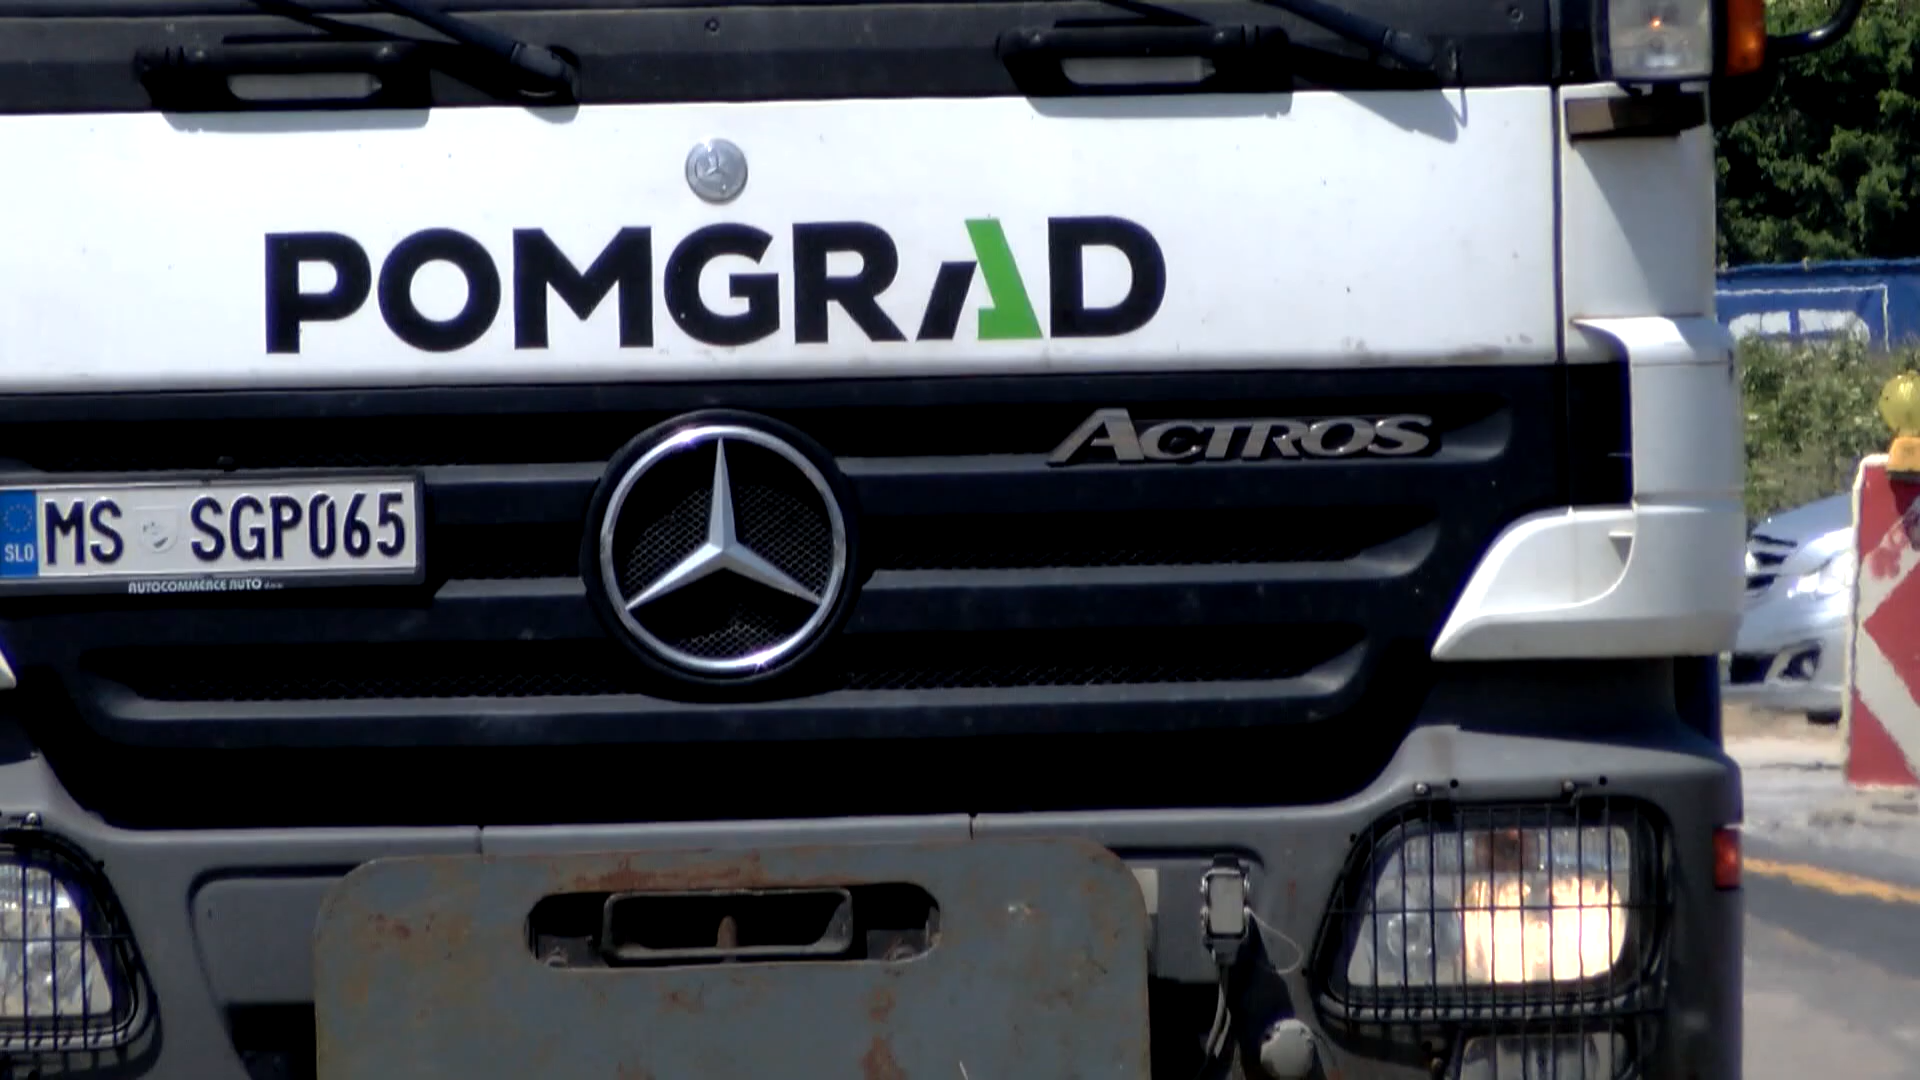 POMGRAD
ACTROS
SLO MS SGP065
AUTOCOMMERCE AUTO